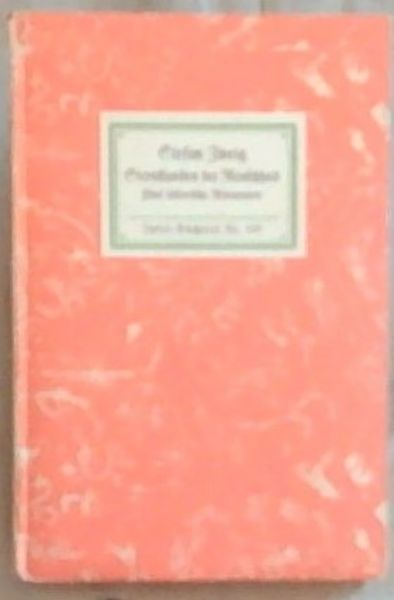 Stefan Zweig
Sternstunden der Menschheit
Fünf historische Miniaturen
Insel-Bücherei Nr. 165